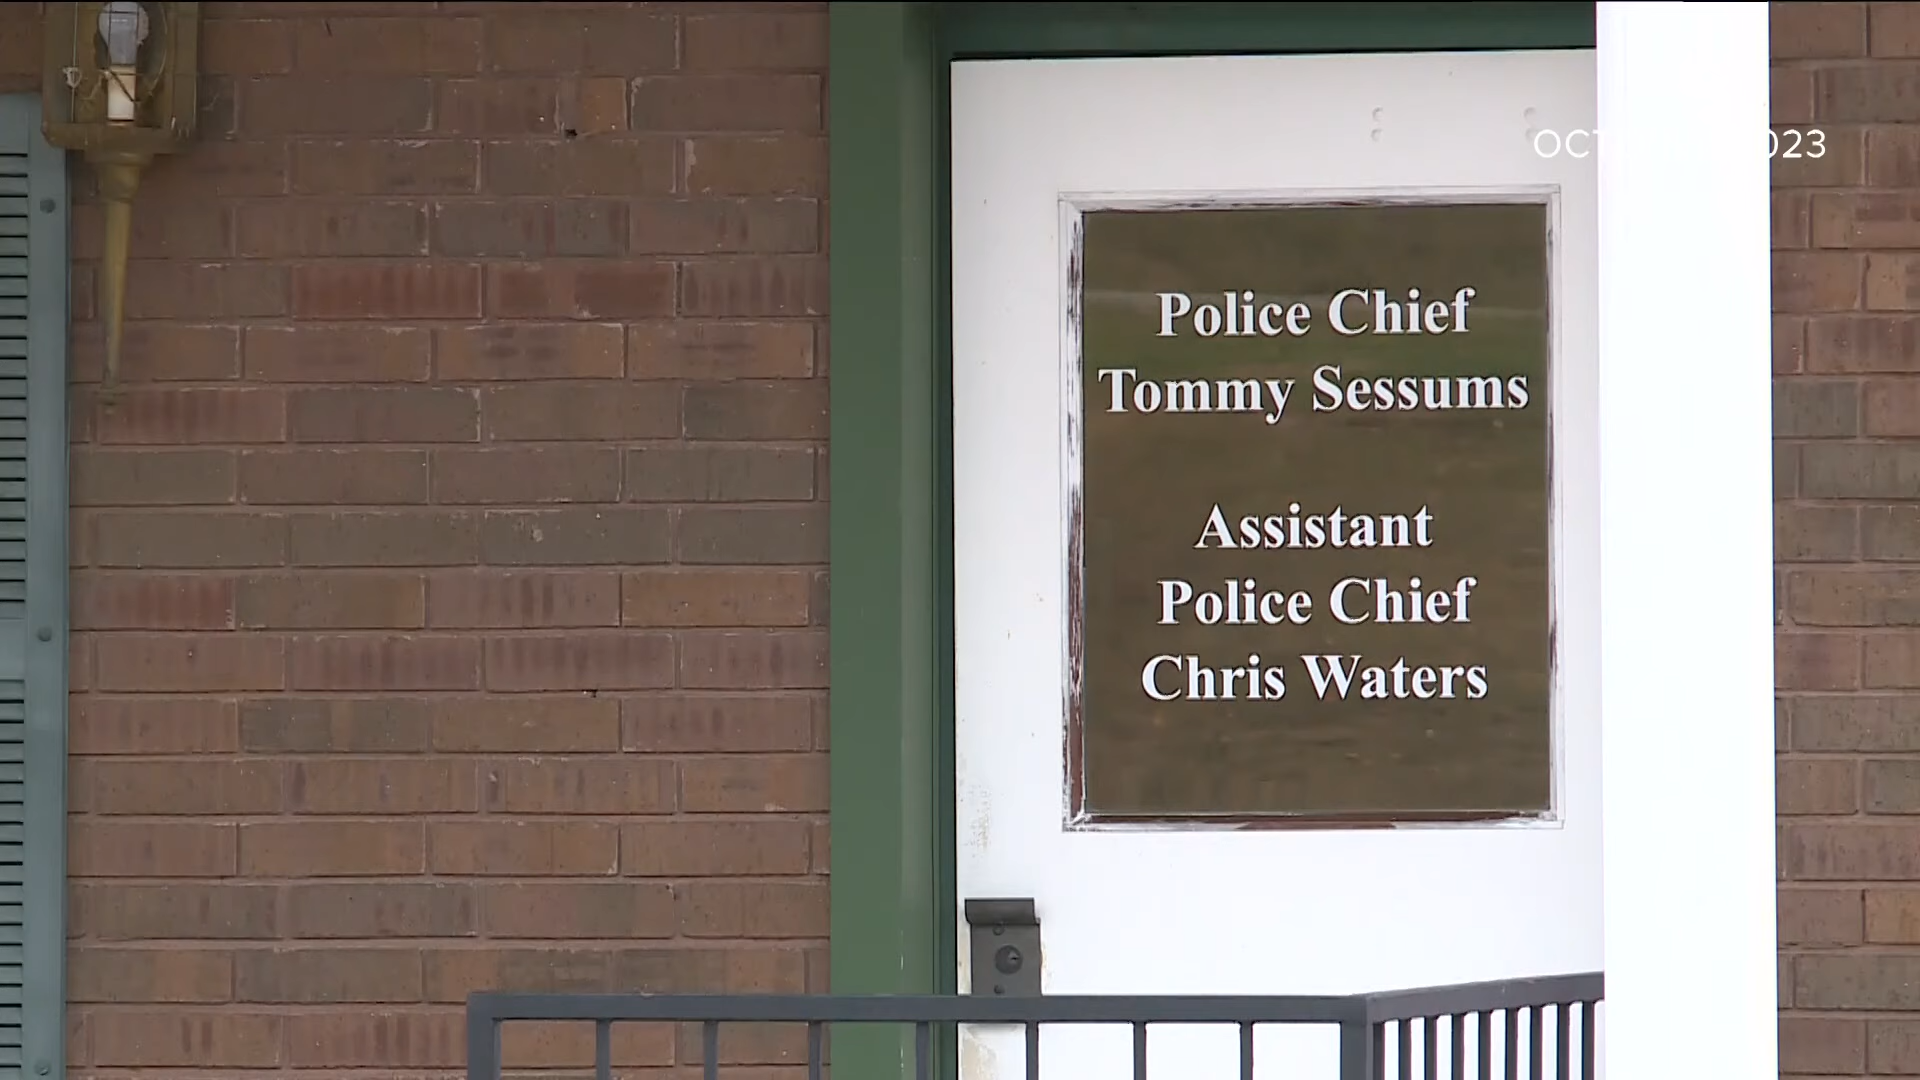 Police Chief
Tommy Sessums
Assistant
Police Chief
Chris Waters